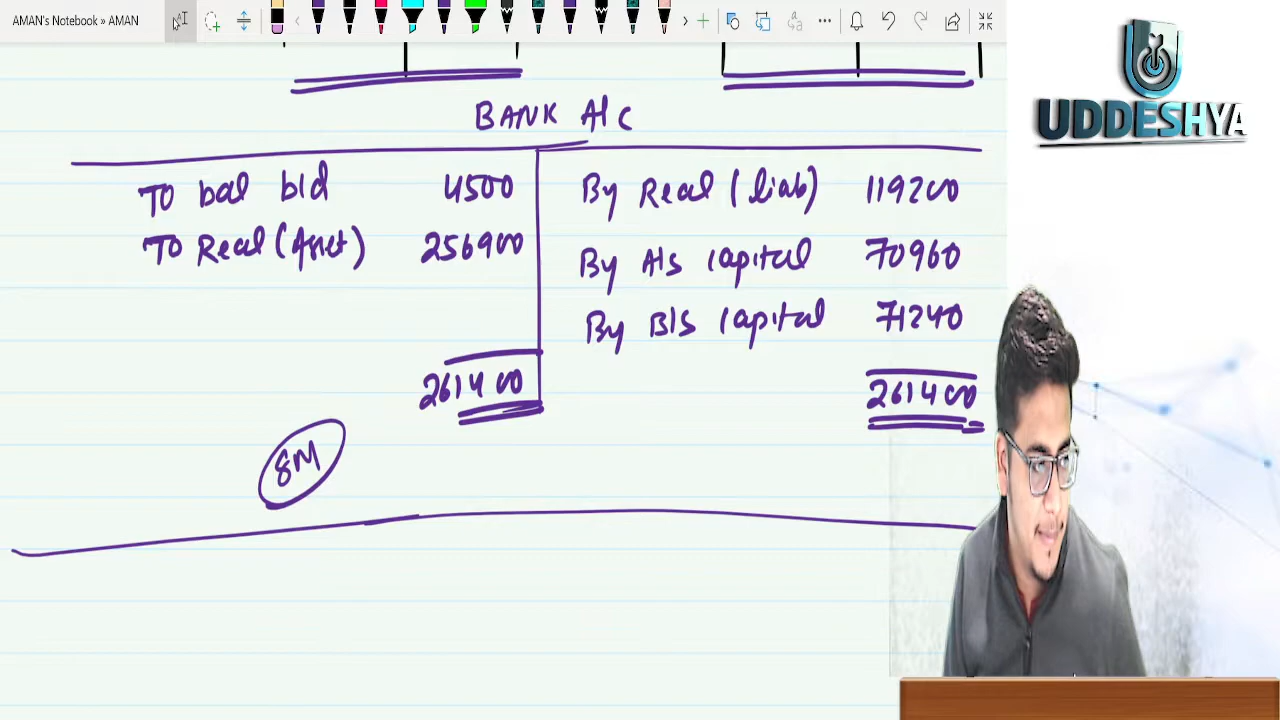 AMAN's Notebook » AMAN
UDDESHYA
BANK A/C
To bal b/d 4500 By Real (liab) 119200
To Real (Asset) 256900 By A's capital 70960
By B's capital 71240
261400 261400
8M